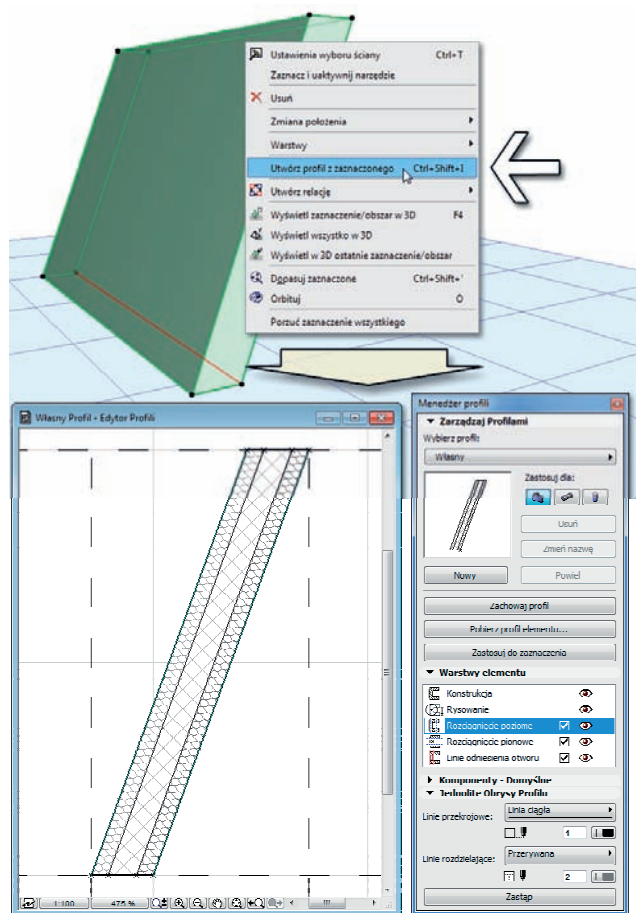 Ustawienia wyboru ściany Ctrl+T
Zaznacz i uaktywnij narzędzie
Usuń
Zmiana położenia
Warstwy
Utwórz profil z zaznaczonego Ctrl+Shift+I
Utwórz relację
Wyświetl zaznaczenie/obszar w 3D F4
Wyświetl wszystko w 3D
Wyświetl w 3D ostatnie zaznaczenie/obszar
Dopasuj zaznaczone Ctrl+Shift+'
Orbituj O
Porzuć zaznaczenie wszystkiego
Własny Profil - Edytor Profili
1:100 475 %
Menedżer profili
Zarządzaj Profilami
Wybierz profil:
Własny
Zastosuj dla:
Usuń
Zmień nazwę
Nowy Powiel
Zachowaj profil
Pobierz profil elementu...
Zastosuj do zaznaczenia
Warstwy elementu
Konstrukcja
Rysowanie
Rozciągnięcie poziome
Rozciągnięcie pionowe
Linie odniesienia otworu
Komponenty - Domyślne
Jednolite Obrysy Profilu
Linie przekrojowe: Linia ciągła
1
Linie rozdzielające: Przerywana
2
Zastąp